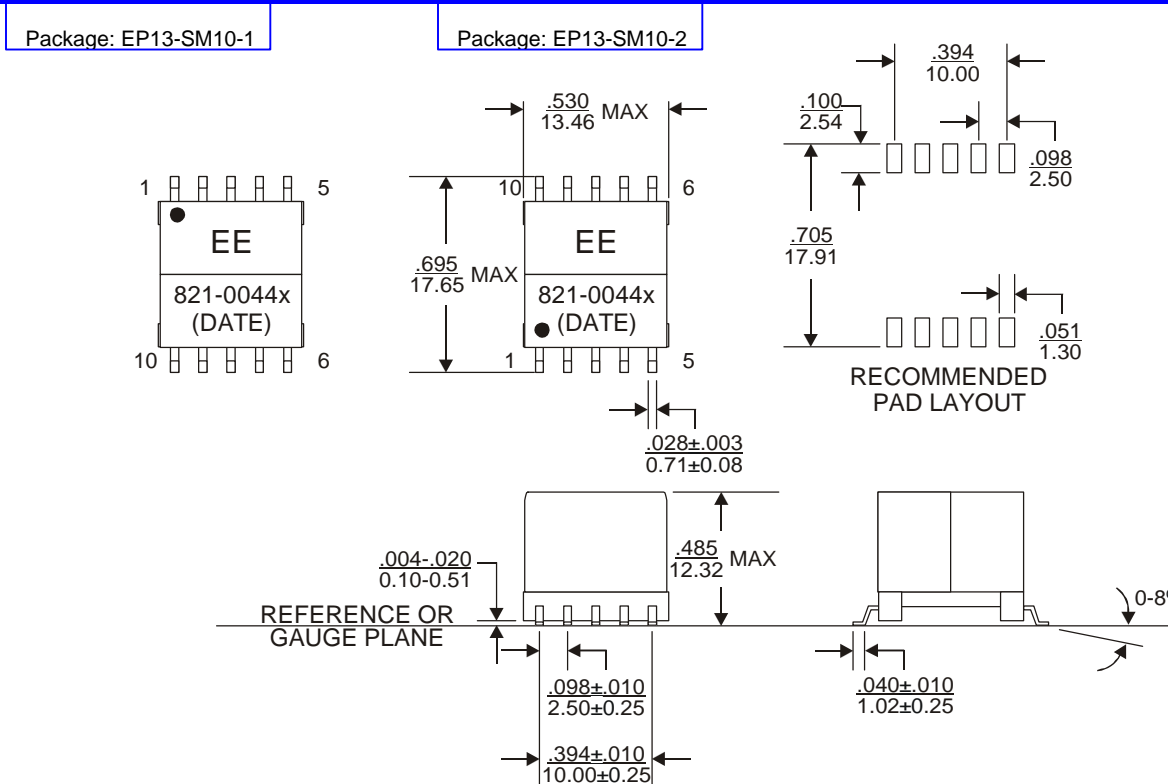 Package: EP13-SM10-1
Package: EP13-SM10-2
.394
10.00
.530
13.46 MAX
.100
2.54
.098
2.50
1
5
10
6
EE
821-0044x
(DATE)
10
6
EE
821-0044x
(DATE)
1
5
.695
17.65 MAX
.705
17.91
.051
1.30
RECOMMENDED
PAD LAYOUT
.028±.003
0.71±0.08
.004-.020
0.10-0.51
.485
12.32 MAX
0-8º
REFERENCE OR
GAUGE PLANE
.098±.010
2.50±0.25
.040±.010
1.02±0.25
.394±.010
10.00±0.25